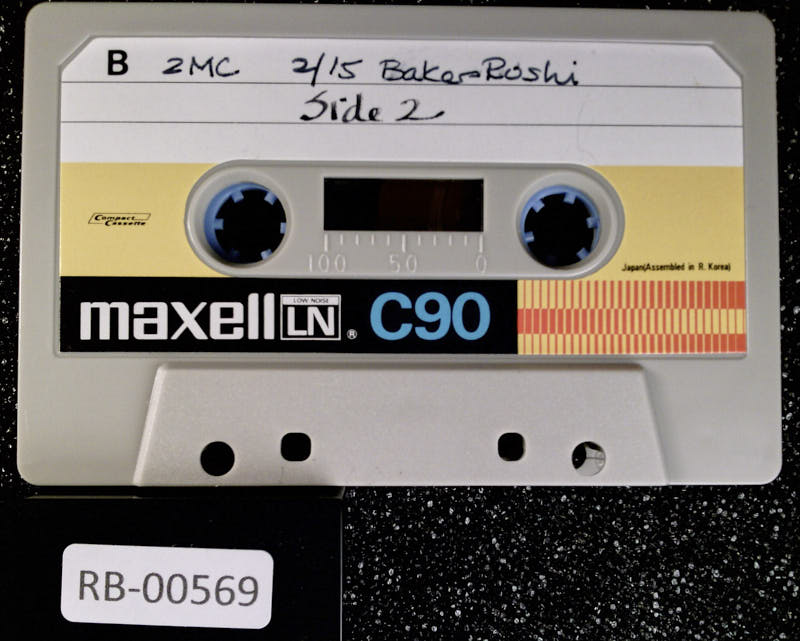 B ZMC 2/15 Baker-Roshi
Side 2
Compact
Cassette
100 50 0
Japan(Assembled in R. Korea)
maxell LOW NOISE LN ® C90
RB-00569